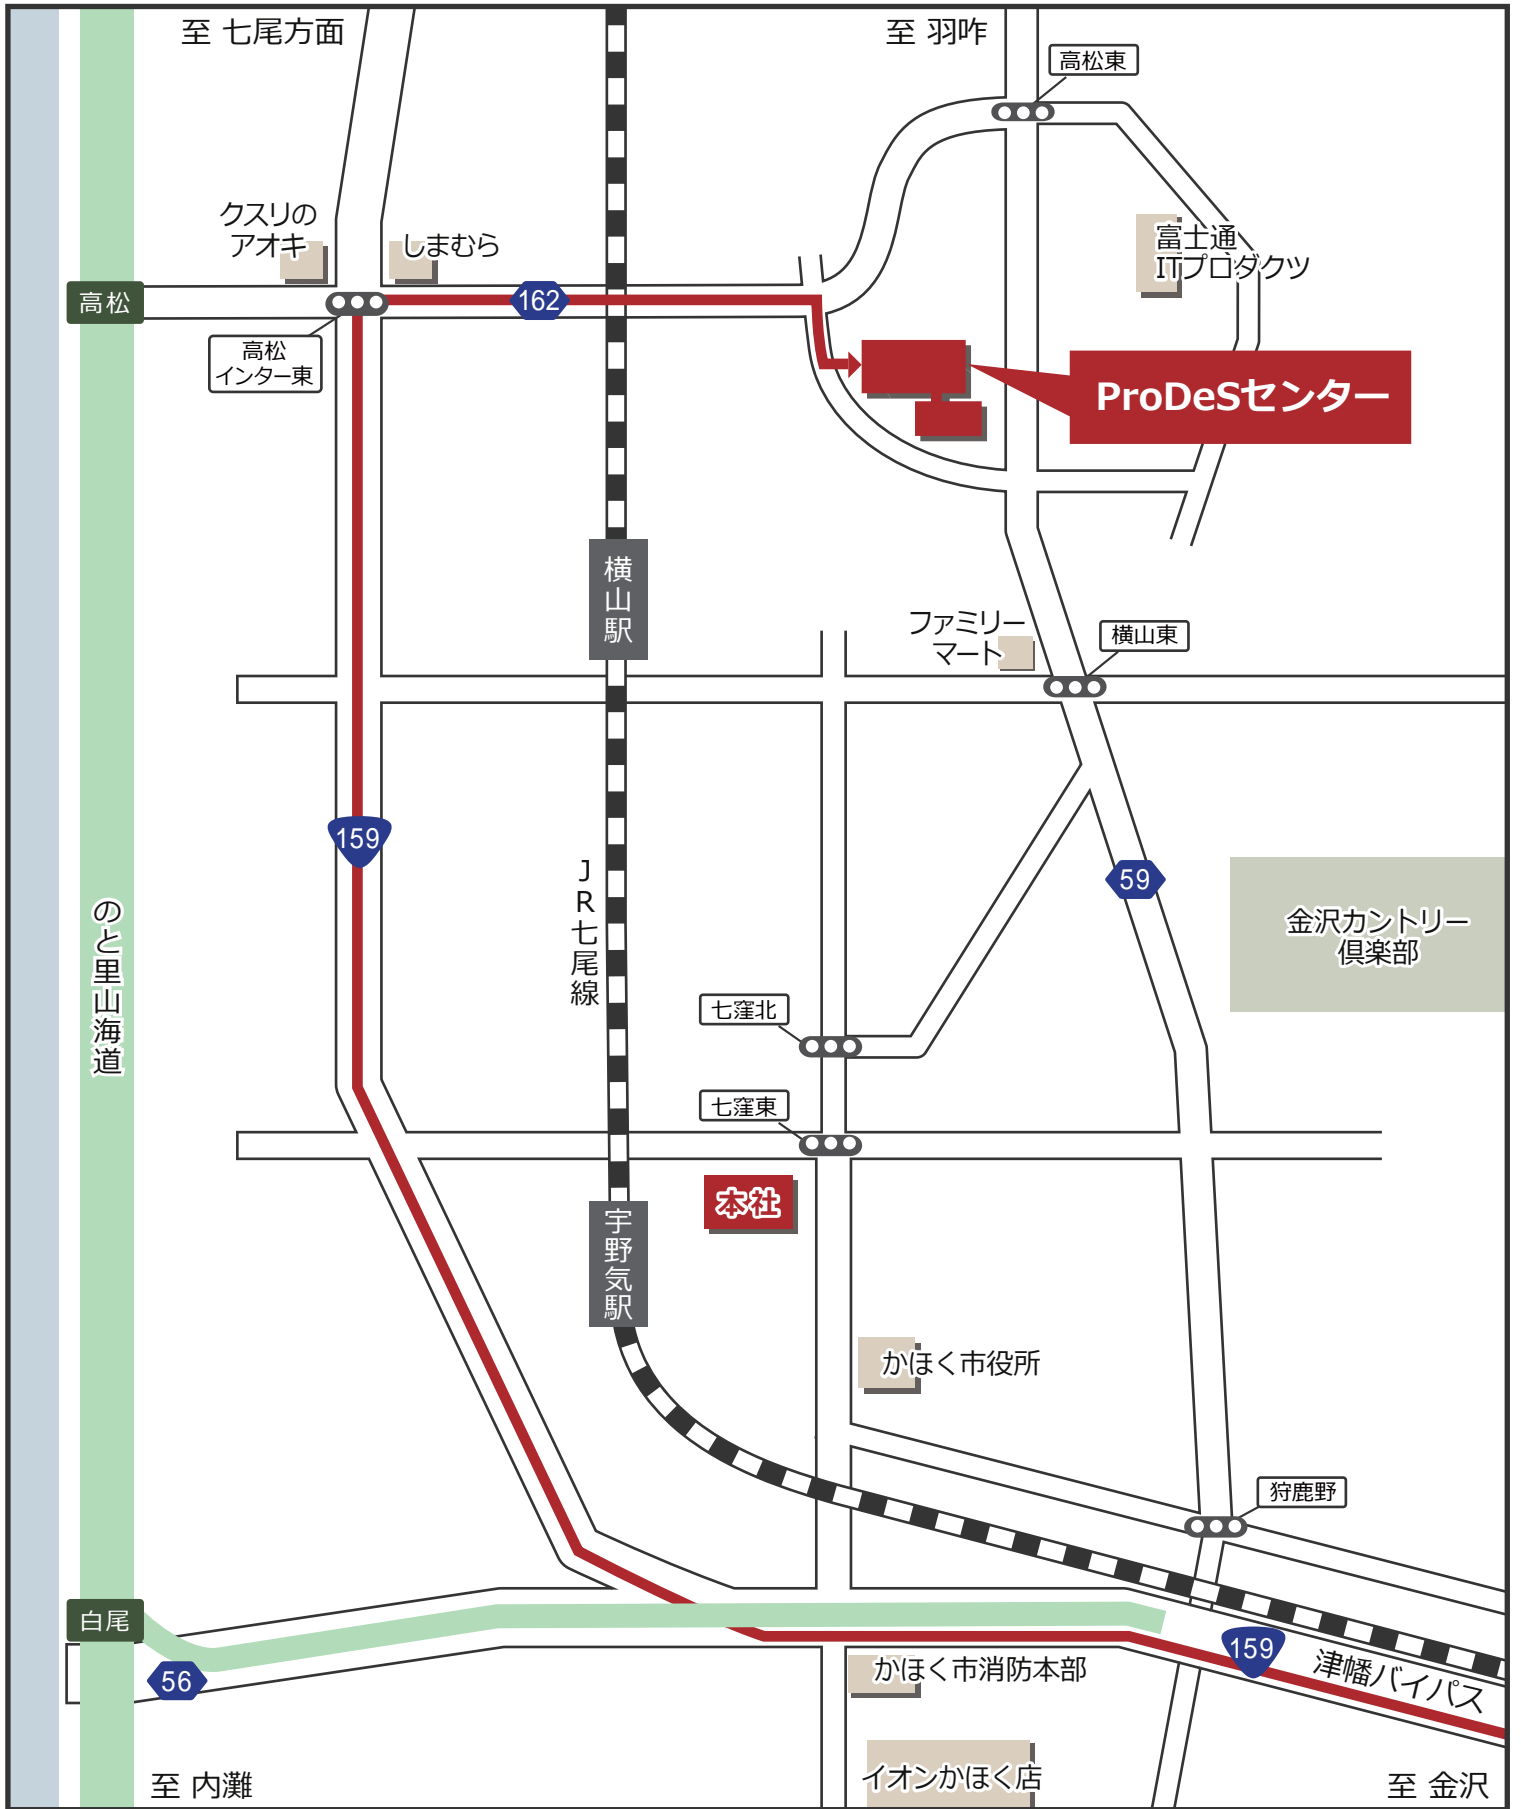 至 七尾方面
至 羽咋
高松東
クスリの
アオキ
しまむら
富士通
ITプロダクツ
高松
162
高松
インター東
ProDeSセンター
横山駅
ファミリー
マート
横山東
159
JR七尾線
59
のと里山海道
金沢カントリー
倶楽部
七窪北
七窪東
本社
宇野気駅
かほく市役所
狩鹿野
白尾
56
159
津幡バイパス
かほく市消防本部
イオンかほく店
至 内灘
至 金沢